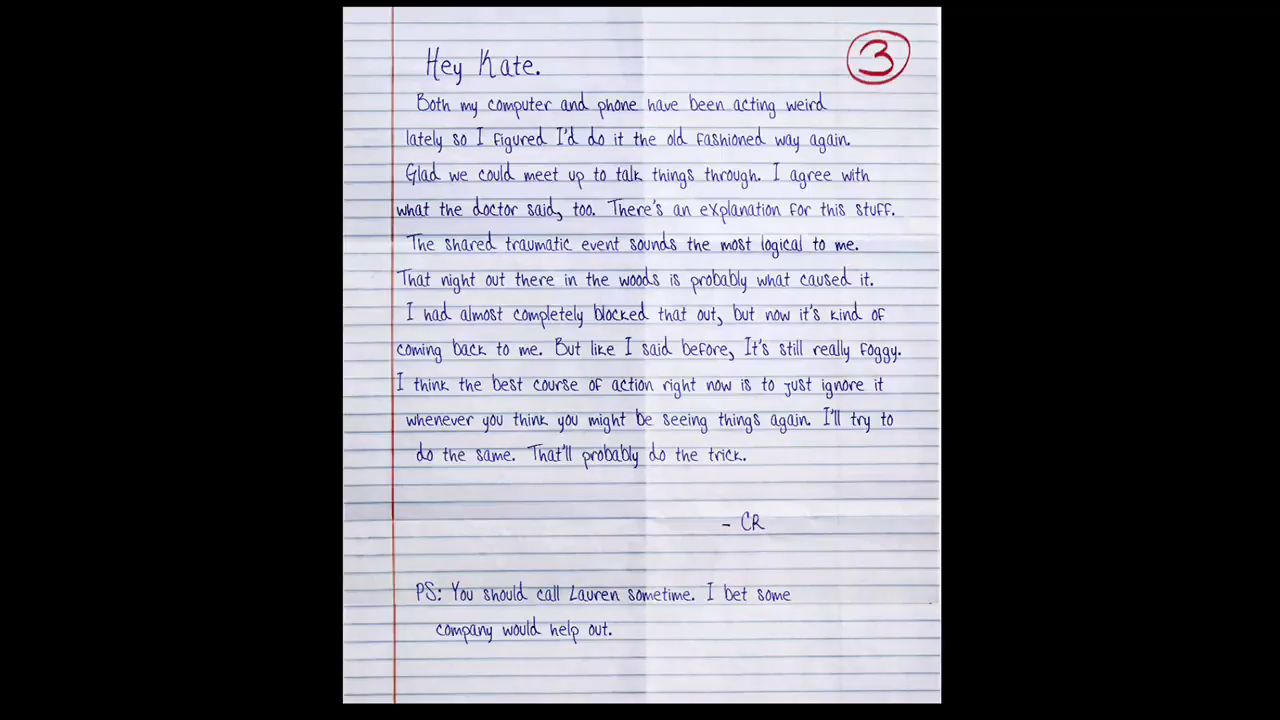 3
Hey Kate.
Both my computer and phone have been acting weird
lately so I figured I'd do it the old fashioned way again.
Glad we could meet up to talk things through. I agree with
what the doctor said, too. There's an explanation for this stuff.
The shared traumatic event sounds the most logical to me.
That night out there in the woods is probably what caused it.
I had almost completely blocked that out, but now it's kind of
coming back to me. But like I said before, It's still really foggy.
I think the best course of action right now is to just ignore it
whenever you think you might be seeing things again. I'll try to
do the same. That'll probably do the trick.
- CR
PS: You should call Lauren sometime. I bet some
company would help out.